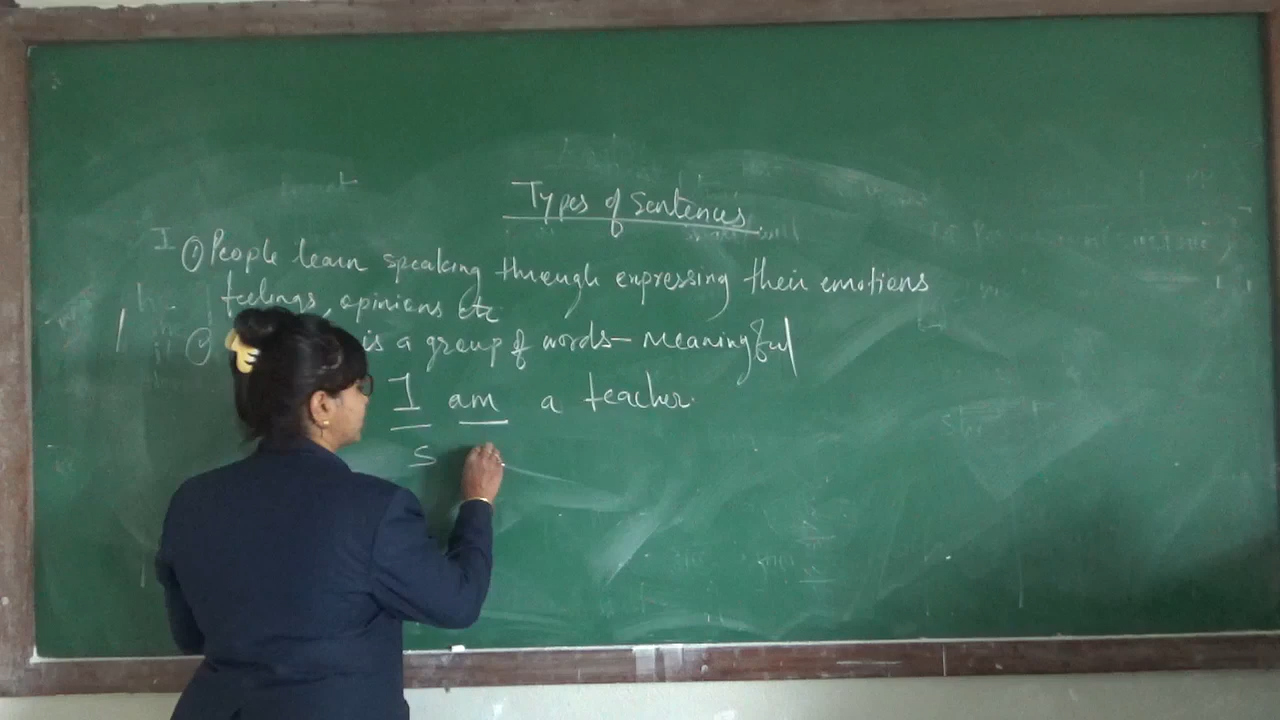 Types of Sentences.
I ① People learn speaking through expressing their emotions
feelings, opinions etc
② is a group of words – meaningful
I am a teacher.
S